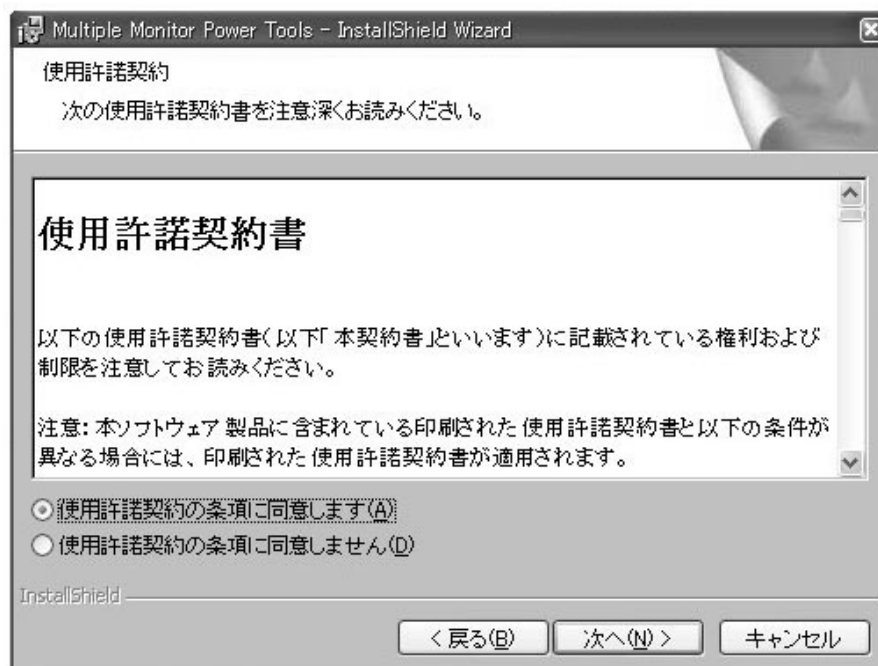 Multiple Monitor Power Tools - InstallShield Wizard
使用許諾契約
次の使用許諾契約書を注意深くお読みください。
使用許諾契約書
以下の使用許諾契約書(以下「本契約書」といいます)に記載されている権利および
制限を注意してお読みください。
注意: 本ソフトウェア製品に含まれている印刷された使用許諾契約書と以下の条件が
異なる場合には、印刷された使用許諾契約書が適用されます。
使用許諾契約の条項に同意します(A)
使用許諾契約の条項に同意しません(D)
InstallShield
< 戻る(B) 次へ(N) > キャンセル